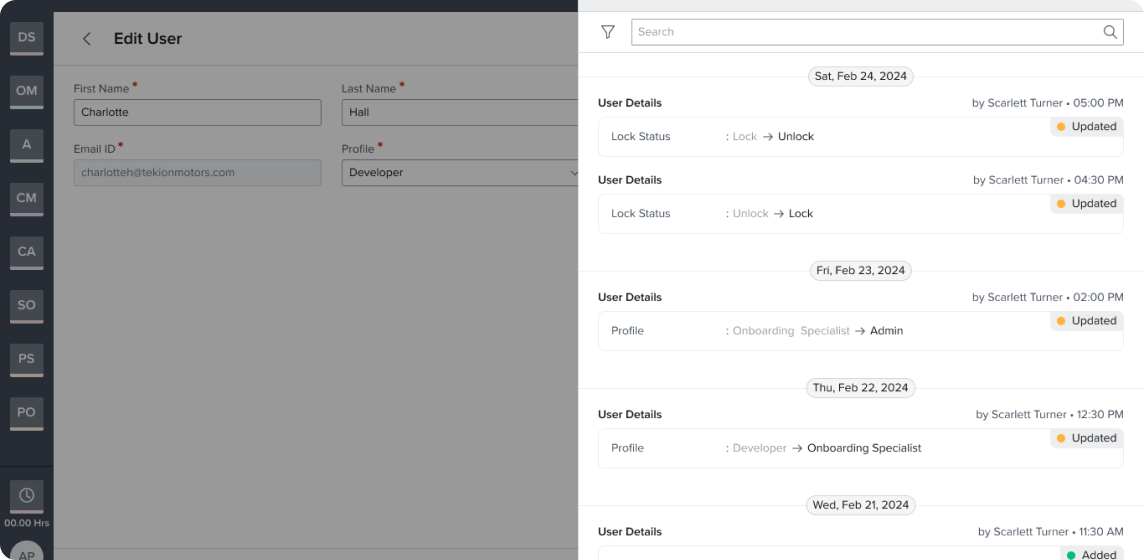 DS
OM
A
CM
CA
SO
PS
PO
00.00 Hrs
AP
Edit User
First Name *
Charlotte
Last Name *
Hall
Email ID *
charlotteh@tekionmotors.com
Profile *
Developer
Search
Sat, Feb 24, 2024
User Details by Scarlett Turner • 05:00 PM
Updated
Lock Status : Lock → Unlock
User Details by Scarlett Turner • 04:30 PM
Updated
Lock Status : Unlock → Lock
Fri, Feb 23, 2024
User Details by Scarlett Turner • 02:00 PM
Updated
Profile : Onboarding Specialist → Admin
Thu, Feb 22, 2024
User Details by Scarlett Turner • 12:30 PM
Updated
Profile : Developer → Onboarding Specialist
Wed, Feb 21, 2024
User Details by Scarlett Turner • 11:30 AM
Added